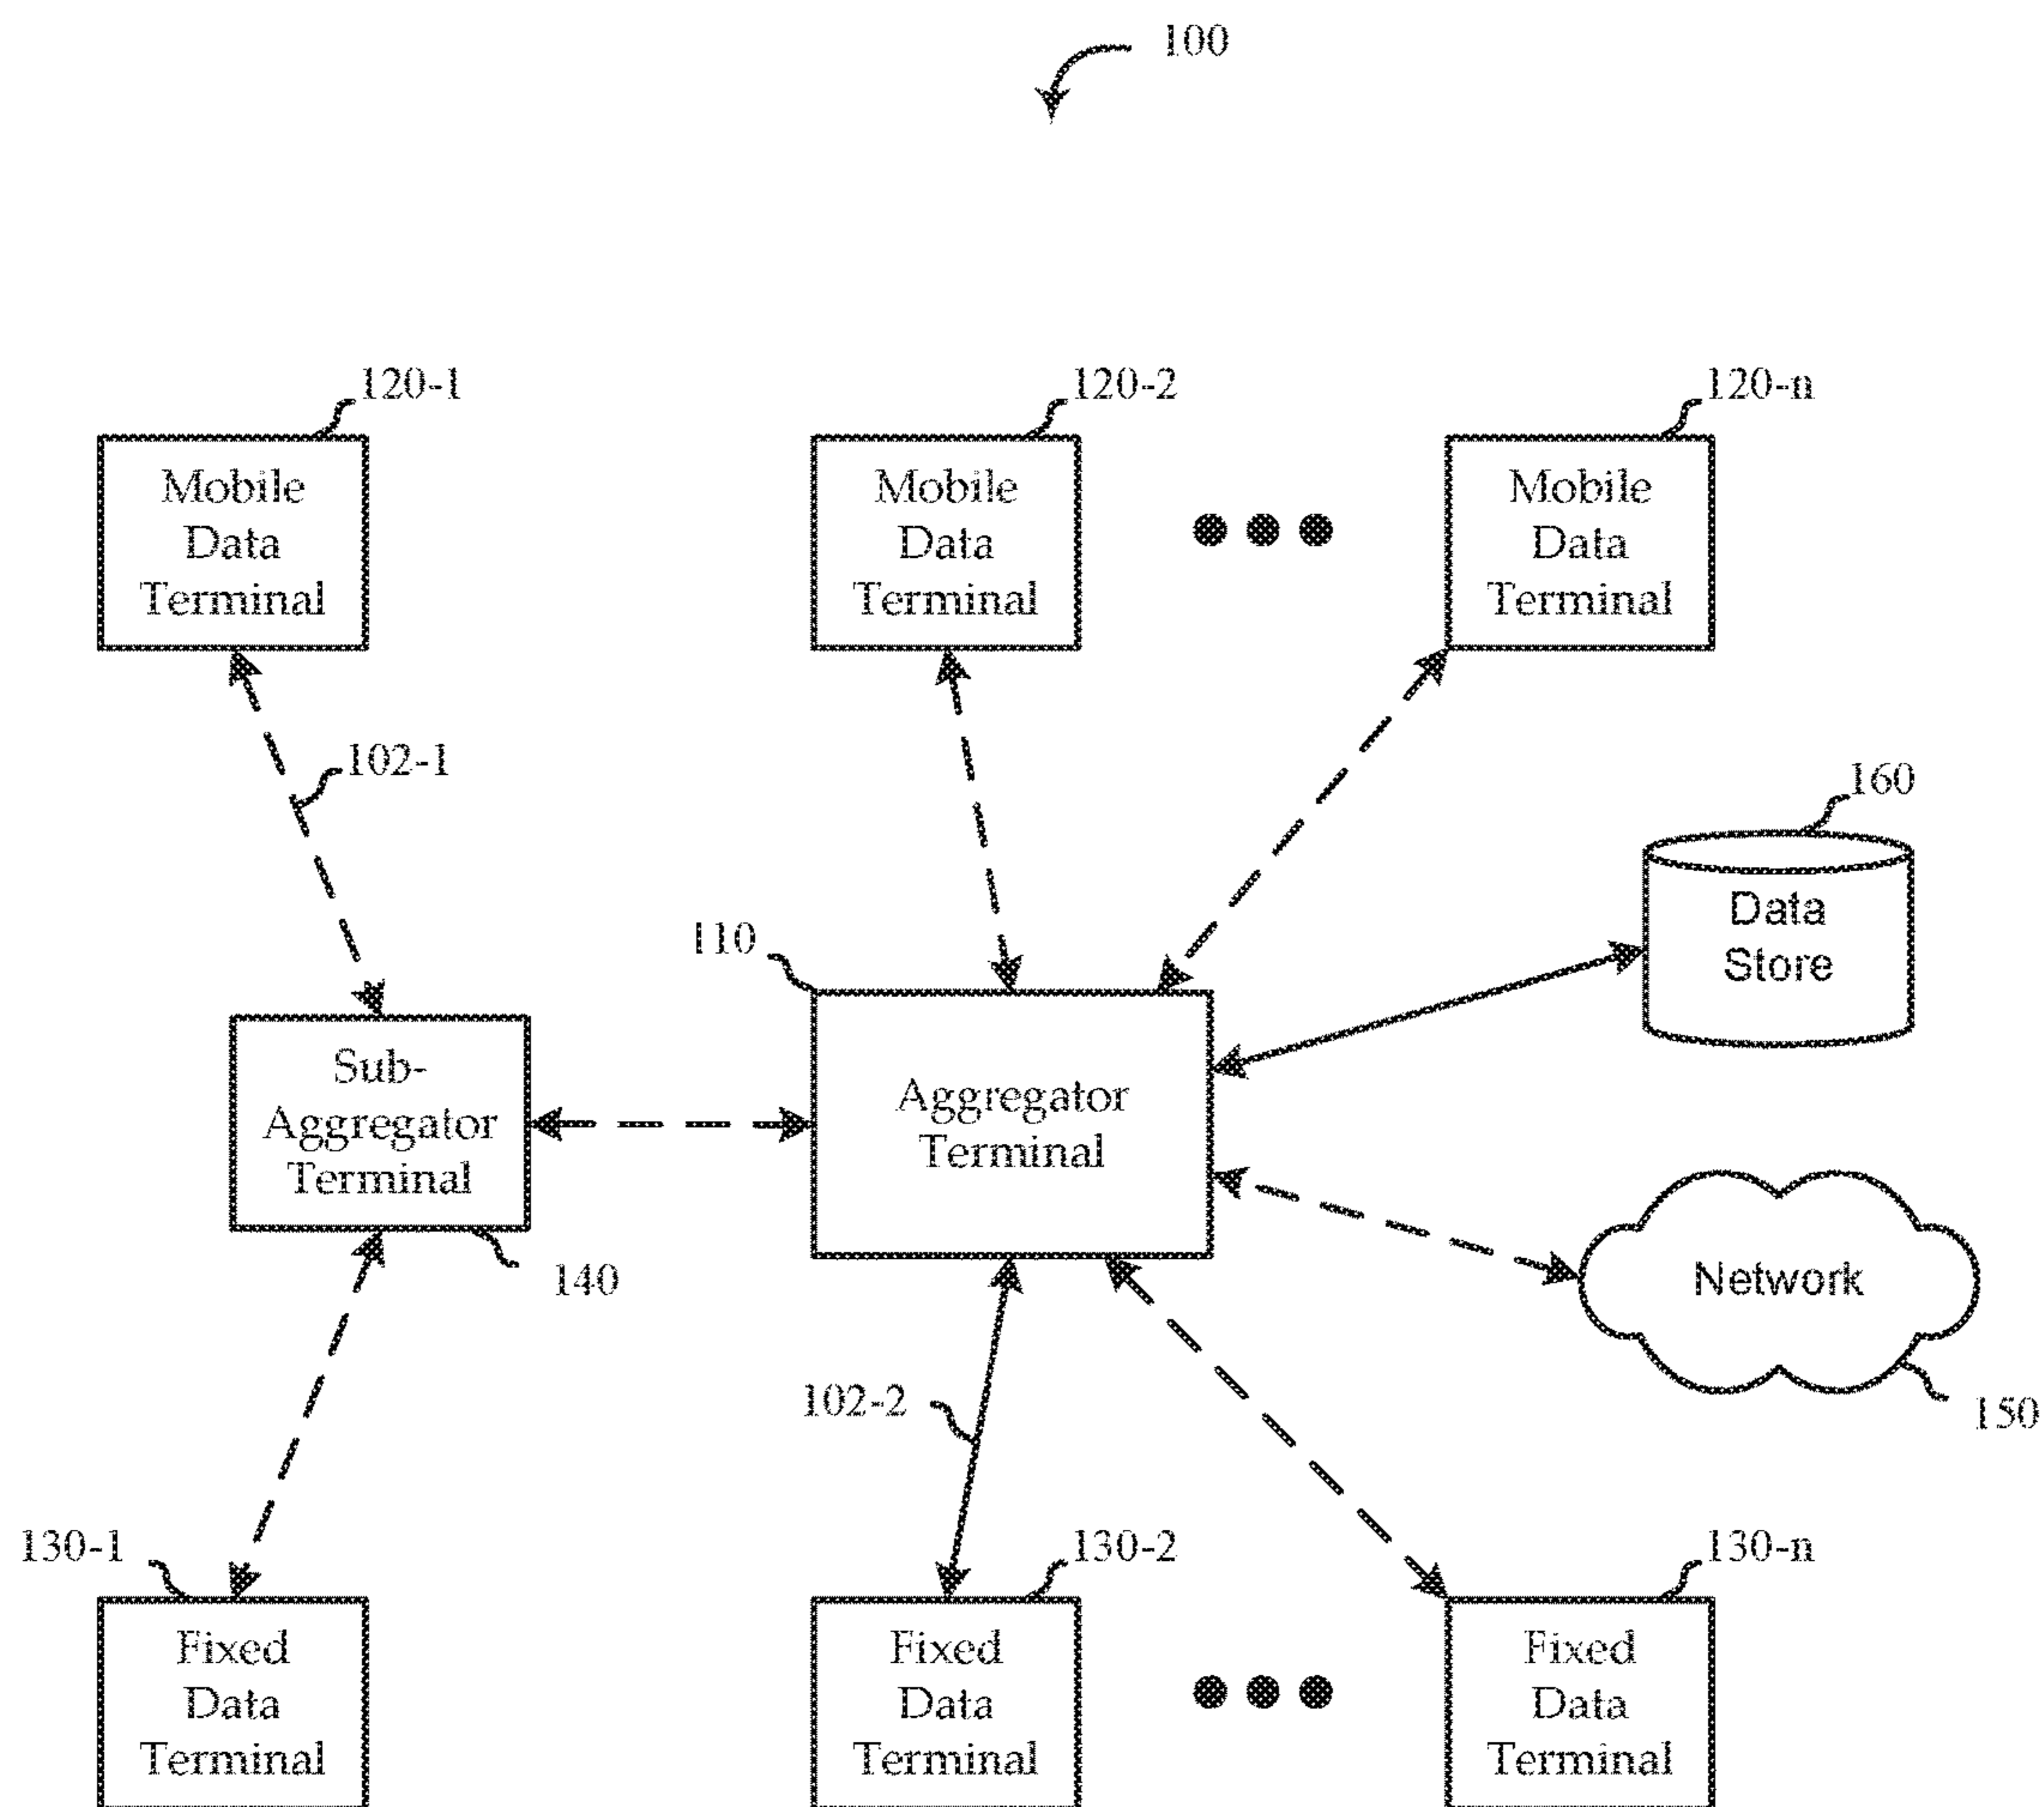 100
120-1
120-2
120-n
Mobile
Data
Terminal
Mobile
Data
Terminal
Mobile
Data
Terminal
102-1
160
Data
Store
110
Sub-
Aggregator
Terminal
Aggregator
Terminal
140
Network
150
102-2
130-1
130-2
130-n
Fixed
Data
Terminal
Fixed
Data
Terminal
Fixed
Data
Terminal